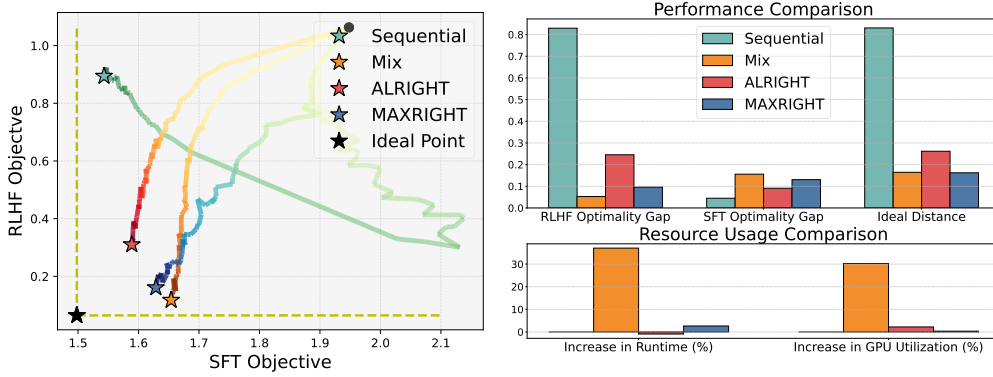 1.0
0.8
0.6
0.4
0.2
RLHF Objectve
1.5 1.6 1.7 1.8 1.9 2.0 2.1
SFT Objective
Sequential
Mix
ALRIGHT
MAXRIGHT
Ideal Point
Performance Comparison
0.8
0.7
0.6
0.5
0.4
0.3
0.2
0.1
0.0
Sequential
Mix
ALRIGHT
MAXRIGHT
RLHF Optimality Gap SFT Optimality Gap Ideal Distance
Resource Usage Comparison
30
20
10
0
Increase in Runtime (%) Increase in GPU Utilization (%)